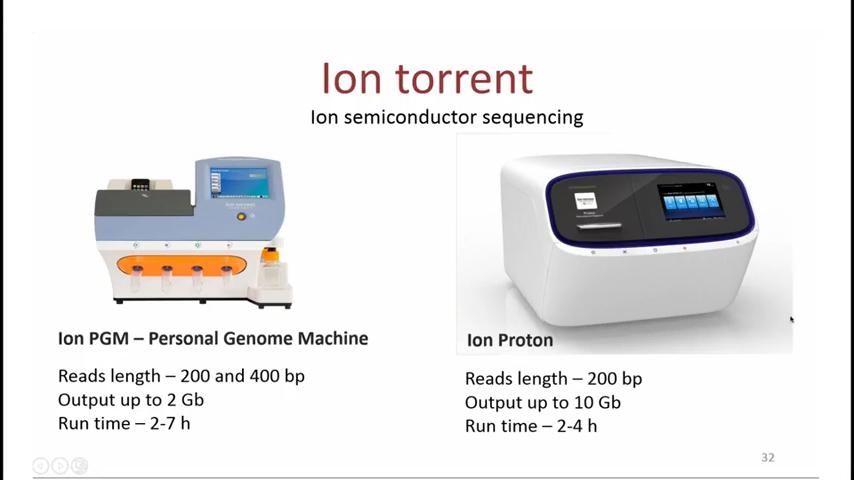 Ion torrent
Ion semiconductor sequencing
Ion PGM – Personal Genome Machine
Reads length – 200 and 400 bp
Output up to 2 Gb
Run time – 2-7 h
Ion Proton
Reads length – 200 bp
Output up to 10 Gb
Run time – 2-4 h
32